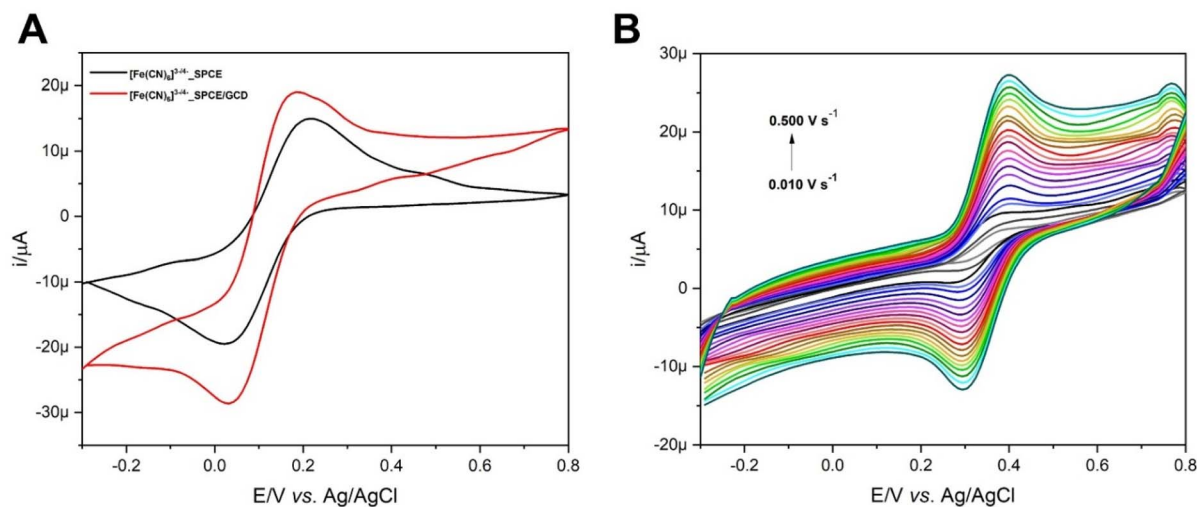 A
[Fe(CN)₆]³⁻/⁴⁻_SPCE
[Fe(CN)₆]³⁻/⁴⁻_SPCE/GCD
20µ
10µ
0
-10µ
-20µ
-30µ
i/µA
-0.2 0.0 0.2 0.4 0.6 0.8
E/V vs. Ag/AgCl
B
0.500 V s⁻¹
0.010 V s⁻¹
30µ
20µ
10µ
0
-10µ
-20µ
i/µA
-0.2 0.0 0.2 0.4 0.6 0.8
E/V vs. Ag/AgCl